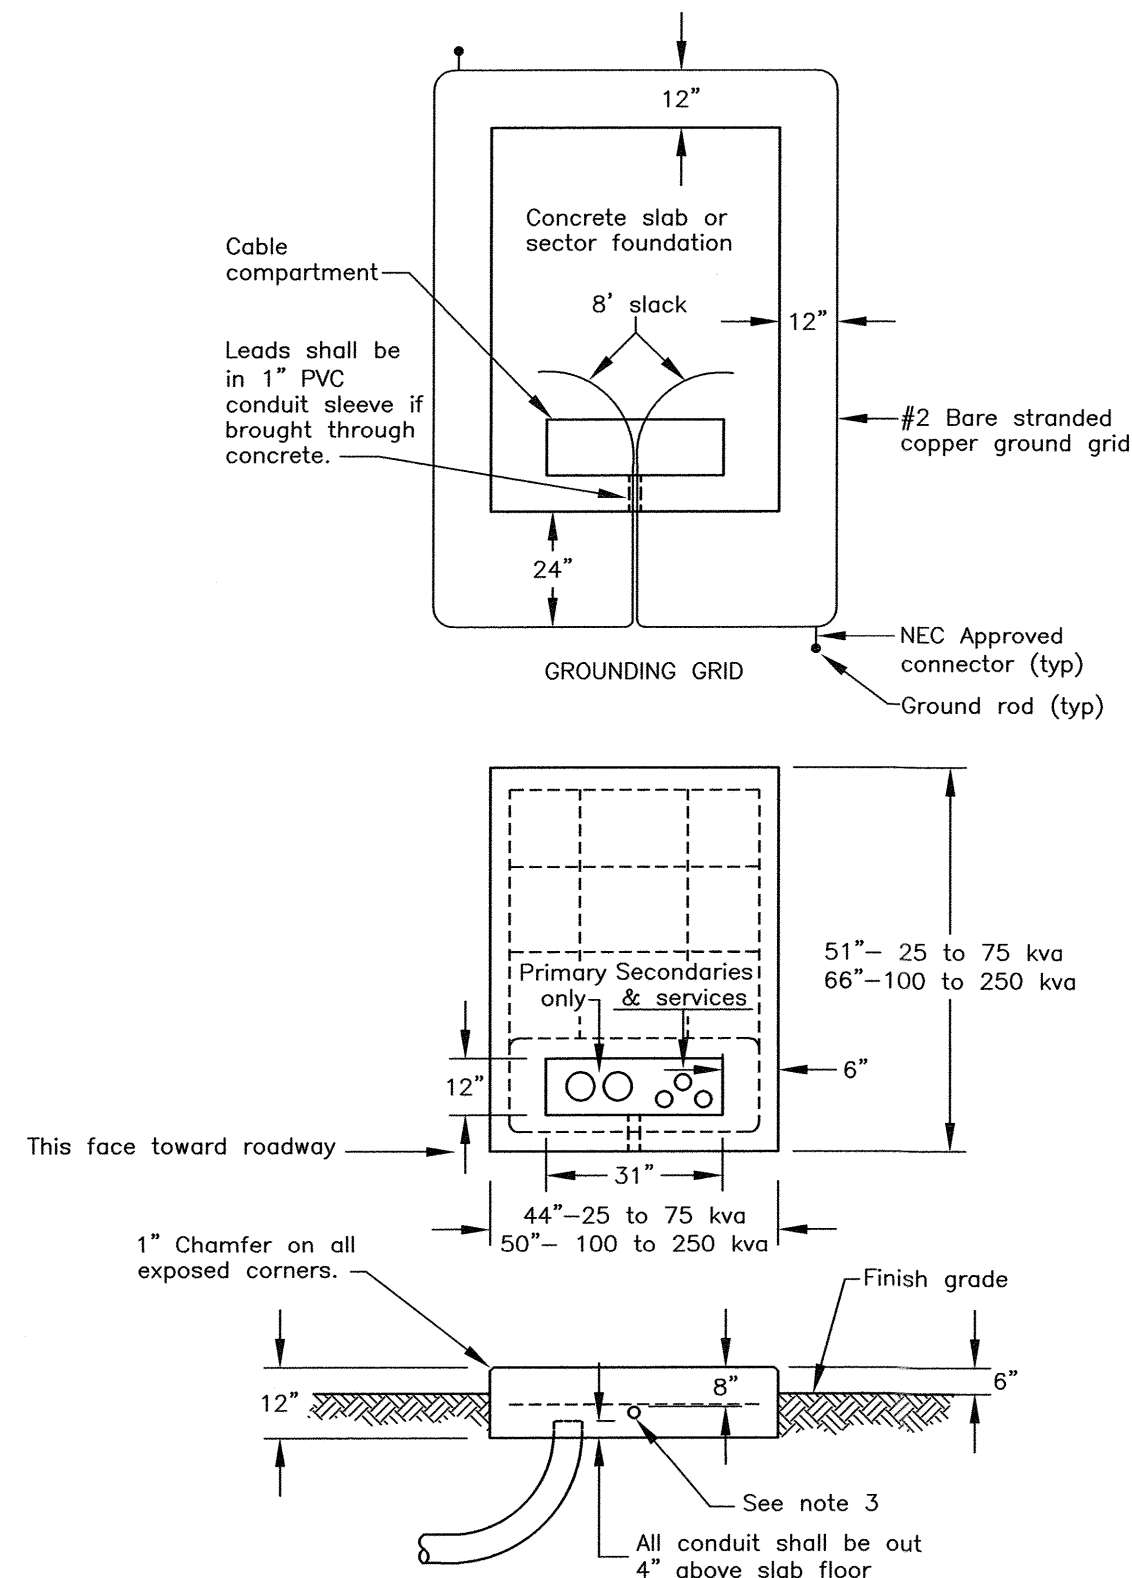 12”
Concrete slab or
sector foundation
Cable
compartment
8’ slack
12”
Leads shall be
in 1” PVC
conduit sleeve if
brought through
concrete.
#2 Bare stranded
copper ground grid
24”
NEC Approved
connector (typ)
GROUNDING GRID
Ground rod (typ)
51”– 25 to 75 kva
66”–100 to 250 kva
Primary
only
Secondaries
& services
12”
6”
This face toward roadway
31”
44”–25 to 75 kva
50”– 100 to 250 kva
1” Chamfer on all
exposed corners.
Finish grade
12”
8”
6”
See note 3
All conduit shall be out
4” above slab floor